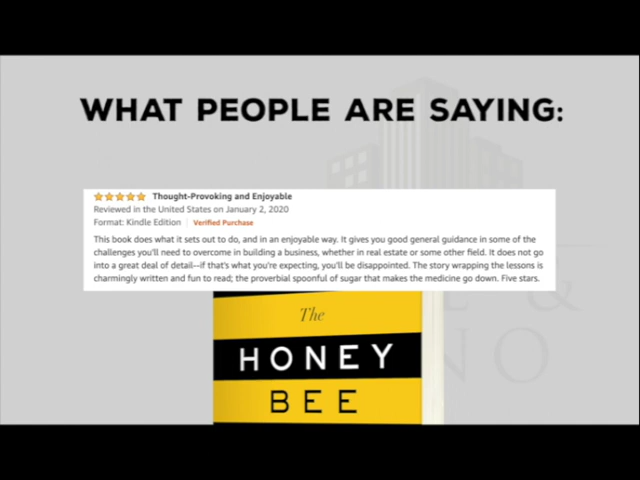 WHAT PEOPLE ARE SAYING:
Thought-Provoking and Enjoyable
Reviewed in the United States on January 2, 2020
Format: Kindle Edition | Verified Purchase
This book does what it sets out to do, and in an enjoyable way. It gives you good general guidance in some of the
challenges you'll need to overcome in building a business, whether in real estate or some other field. It does not go
into a great deal of detail--if that's what you're expecting, you'll be disappointed. The story wrapping the lessons is
charmingly written and fun to read; the proverbial spoonful of sugar that makes the medicine go down. Five stars.
&
NO
The
HONEY
BEE